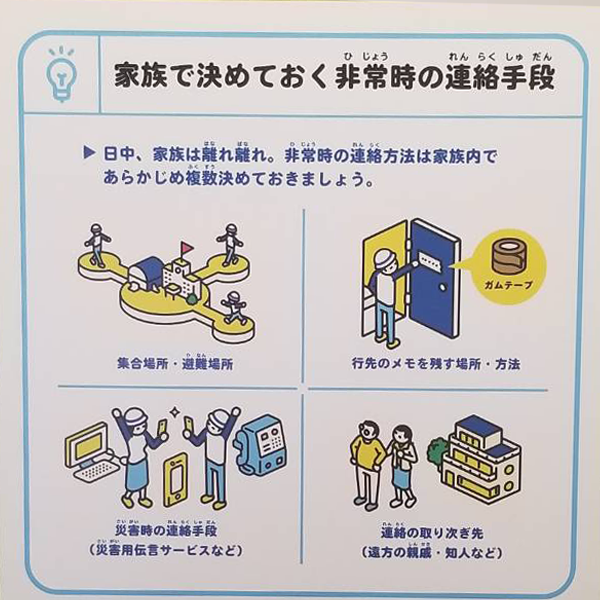 家族で決めておく非常時の連絡手段
▶日中、家族は離れ離れ。非常時の連絡方法は家族内で
あらかじめ複数決めておきましょう。
ガムテープ
集合場所・避難場所
行先のメモを残す場所・方法
災害時の連絡手段
(災害用伝言サービスなど)
連絡の取り次ぎ先
(遠方の親戚・知人など)